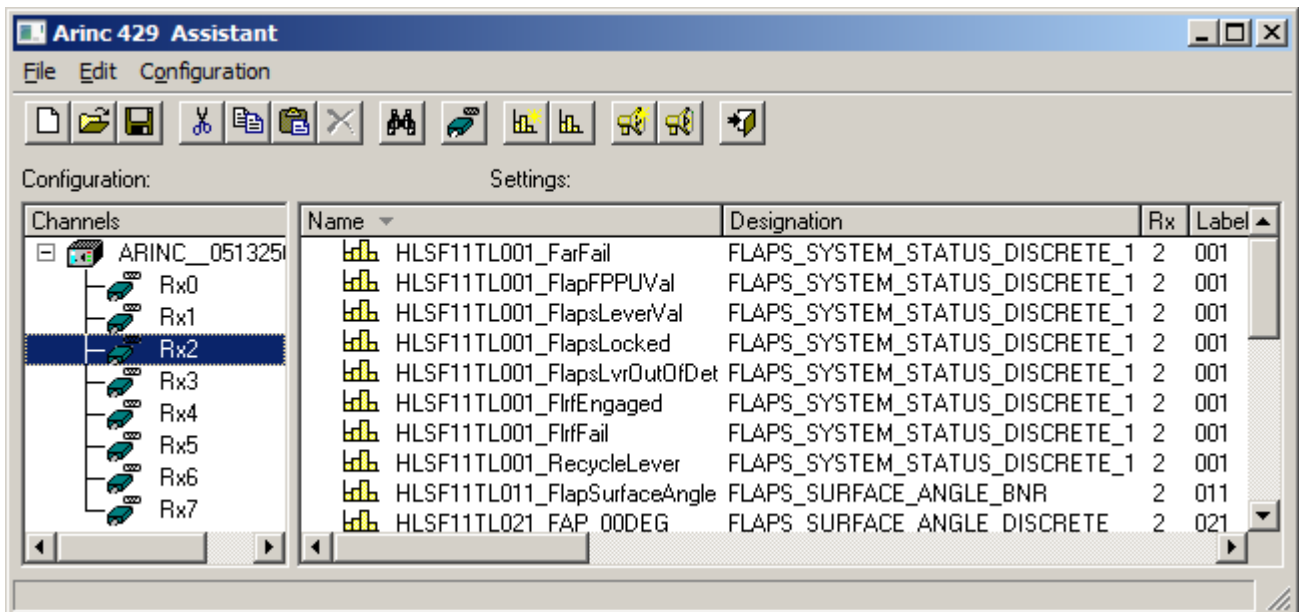 Arinc 429 Assistant
File Edit Configuration
Configuration: Settings:
Channels Name Designation Rx Label
ARINC__051325 HLSF11TL001_FarFail FLAPS_SYSTEM_STATUS_DISCRETE_1 2 001
Rx0 HLSF11TL001_FlapFPPUVal FLAPS_SYSTEM_STATUS_DISCRETE_1 2 001
Rx1 HLSF11TL001_FlapsLeverVal FLAPS_SYSTEM_STATUS_DISCRETE_1 2 001
Rx2 HLSF11TL001_FlapsLocked FLAPS_SYSTEM_STATUS_DISCRETE_1 2 001
Rx3 HLSF11TL001_FlapsLvrOutOfDet FLAPS_SYSTEM_STATUS_DISCRETE_1 2 001
Rx4 HLSF11TL001_FlrfEngaged FLAPS_SYSTEM_STATUS_DISCRETE_1 2 001
Rx5 HLSF11TL001_FlrfFail FLAPS_SYSTEM_STATUS_DISCRETE_1 2 001
Rx6 HLSF11TL001_RecycleLever FLAPS_SYSTEM_STATUS_DISCRETE_1 2 001
Rx7 HLSF11TL011_FlapSurfaceAngle FLAPS_SURFACE_ANGLE_BNR 2 011
HLSF11TL021_FAP_00DEG FLAPS_SURFACE_ANGLE_DISCRETE 2 021